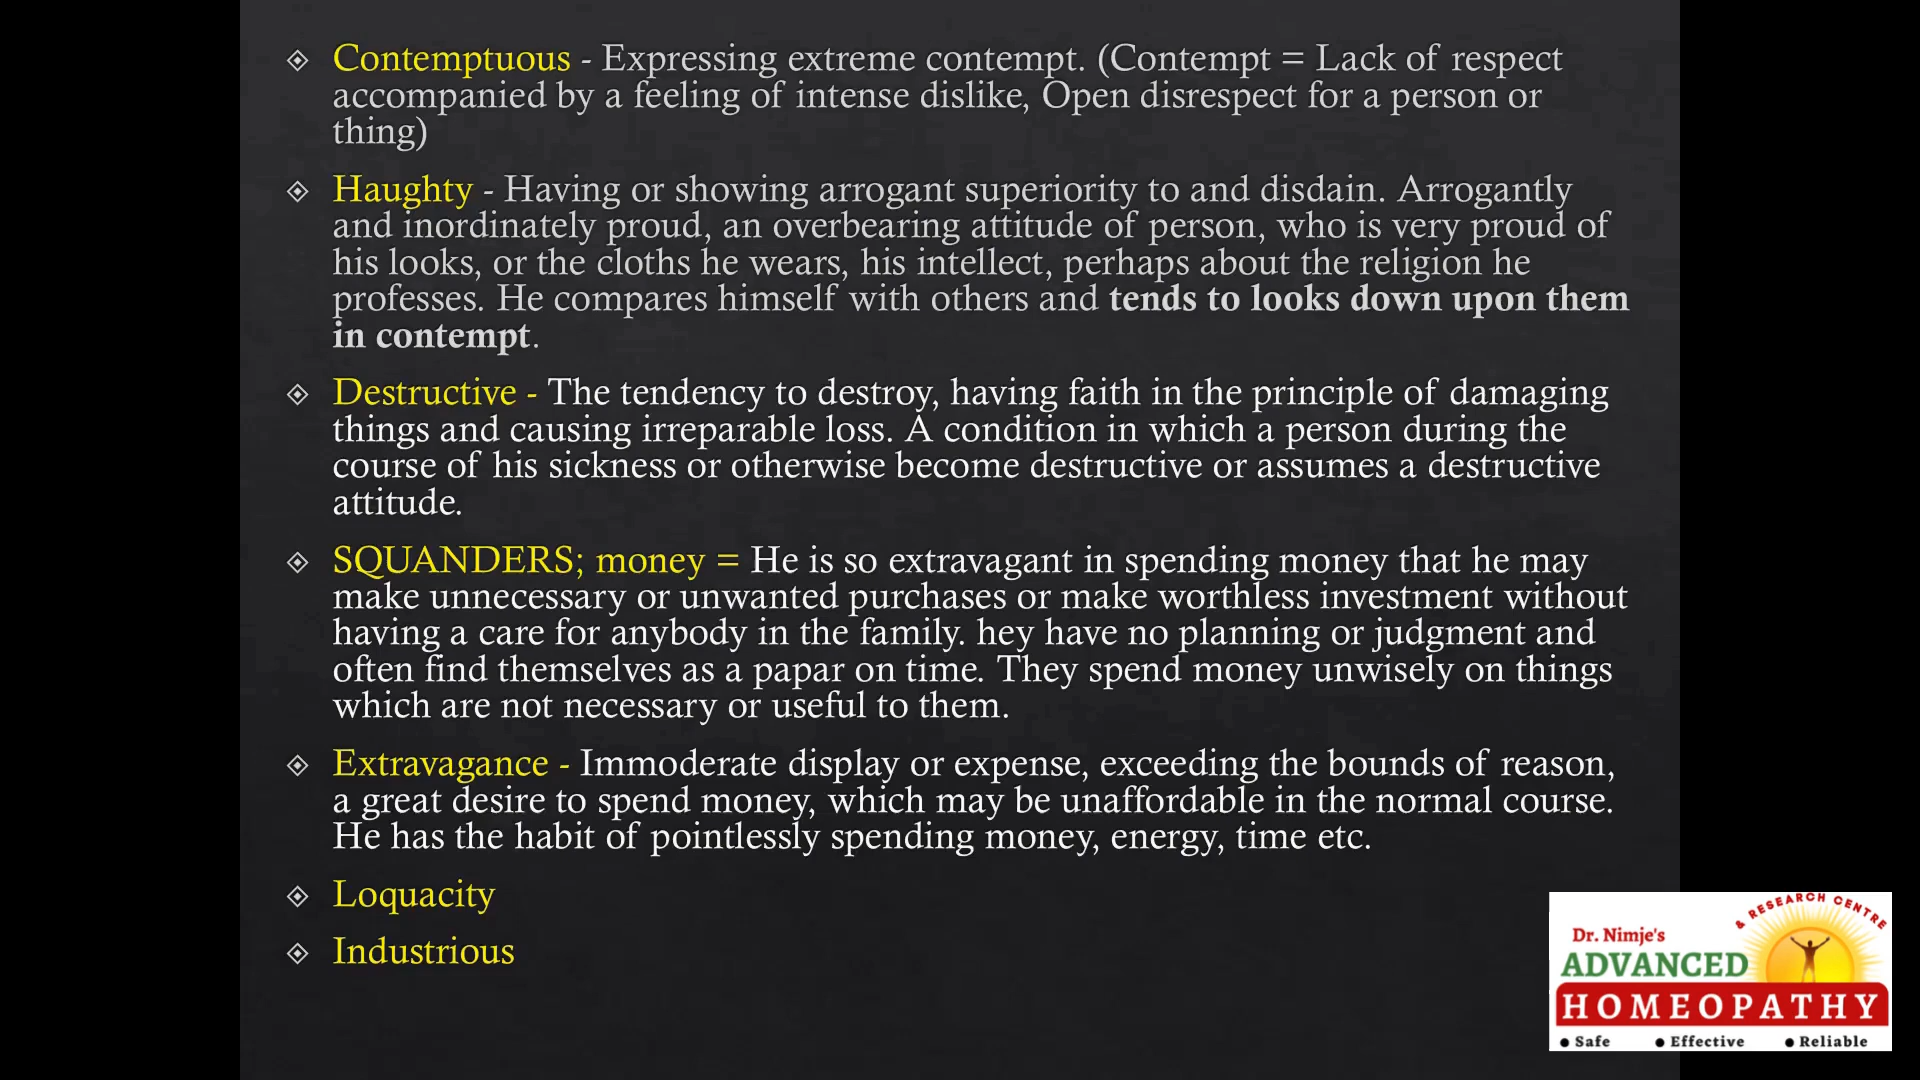 Contemptuous - Expressing extreme contempt. (Contempt = Lack of respect
accompanied by a feeling of intense dislike, Open disrespect for a person or
thing)
Haughty - Having or showing arrogant superiority to and disdain. Arrogantly
and inordinately proud, an overbearing attitude of person, who is very proud of
his looks, or the cloths he wears, his intellect, perhaps about the religion he
professes. He compares himself with others and tends to looks down upon them
in contempt.
Destructive - The tendency to destroy, having faith in the principle of damaging
things and causing irreparable loss. A condition in which a person during the
course of his sickness or otherwise become destructive or assumes a destructive
attitude.
SQUANDERS; money = He is so extravagant in spending money that he may
make unnecessary or unwanted purchases or make worthless investment without
having a care for anybody in the family. hey have no planning or judgment and
often find themselves as a papar on time. They spend money unwisely on things
which are not necessary or useful to them.
Extravagance - Immoderate display or expense, exceeding the bounds of reason,
a great desire to spend money, which may be unaffordable in the normal course.
He has the habit of pointlessly spending money, energy, time etc.
Loquacity
Industrious
& RESEARCH CENTRE
Dr. Nimje's
ADVANCED
HOMEOPATHY
• Safe • Effective • Reliable